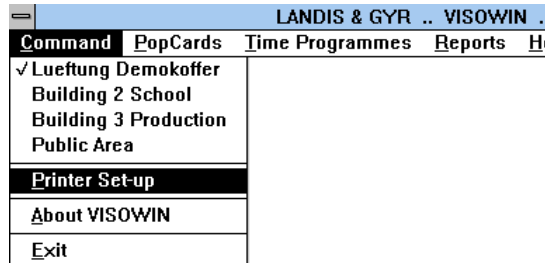 LANDIS & GYR .. VISOWIN .
Command PopCards Time Programmes Reports
√ Lueftung Demokoffer
Building 2 School
Building 3 Production
Public Area
Printer Set-up
About VISOWIN
Exit